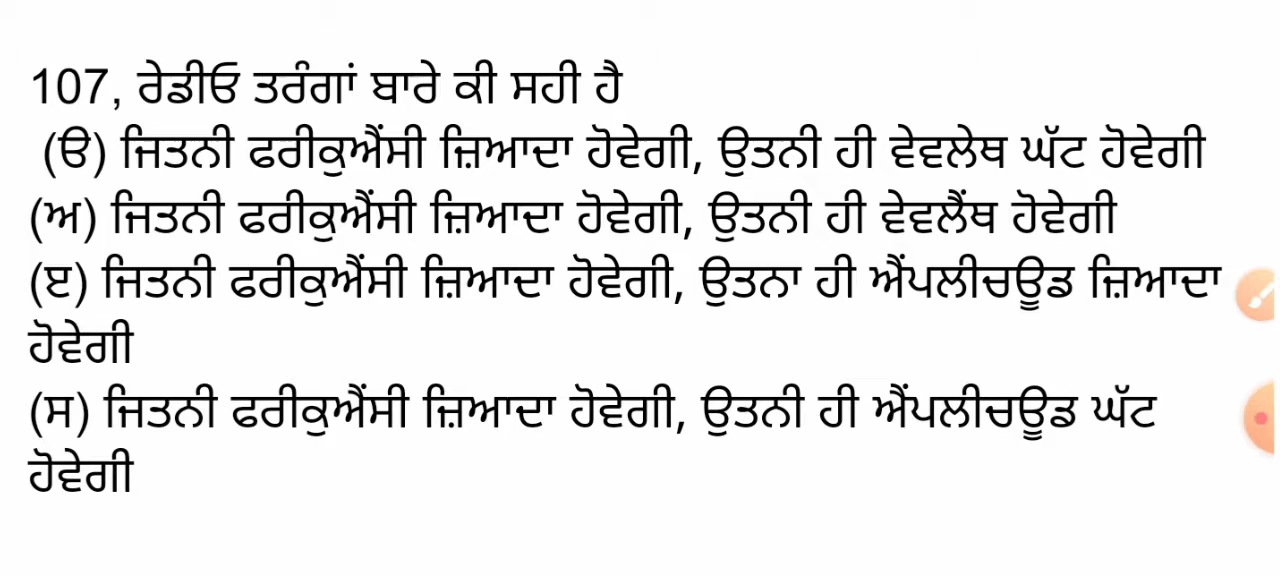 107, ਰੇਡੀਓ ਤਰੰਗਾਂ ਬਾਰੇ ਕੀ ਸਹੀ ਹੈ
(ੳ) ਜਿਤਨੀ ਫਰੀਕੁਐਂਸੀ ਜ਼ਿਆਦਾ ਹੋਵੇਗੀ, ਉਤਨੀ ਹੀ ਵੇਵਲੇਥ ਘੱਟ ਹੋਵੇਗੀ
(ਅ) ਜਿਤਨੀ ਫਰੀਕੁਐਂਸੀ ਜ਼ਿਆਦਾ ਹੋਵੇਗੀ, ਉਤਨੀ ਹੀ ਵੇਵਲੈਂਥ ਹੋਵੇਗੀ
(ੲ) ਜਿਤਨੀ ਫਰੀਕੁਐਂਸੀ ਜ਼ਿਆਦਾ ਹੋਵੇਗੀ, ਉਤਨਾ ਹੀ ਐਂਪਲੀਚਊਡ ਜ਼ਿਆਦਾ
ਹੋਵੇਗੀ
(ਸ) ਜਿਤਨੀ ਫਰੀਕੁਐਂਸੀ ਜ਼ਿਆਦਾ ਹੋਵੇਗੀ, ਉਤਨੀ ਹੀ ਐਂਪਲੀਚਊਡ ਘੱਟ
ਹੋਵੇਗੀ